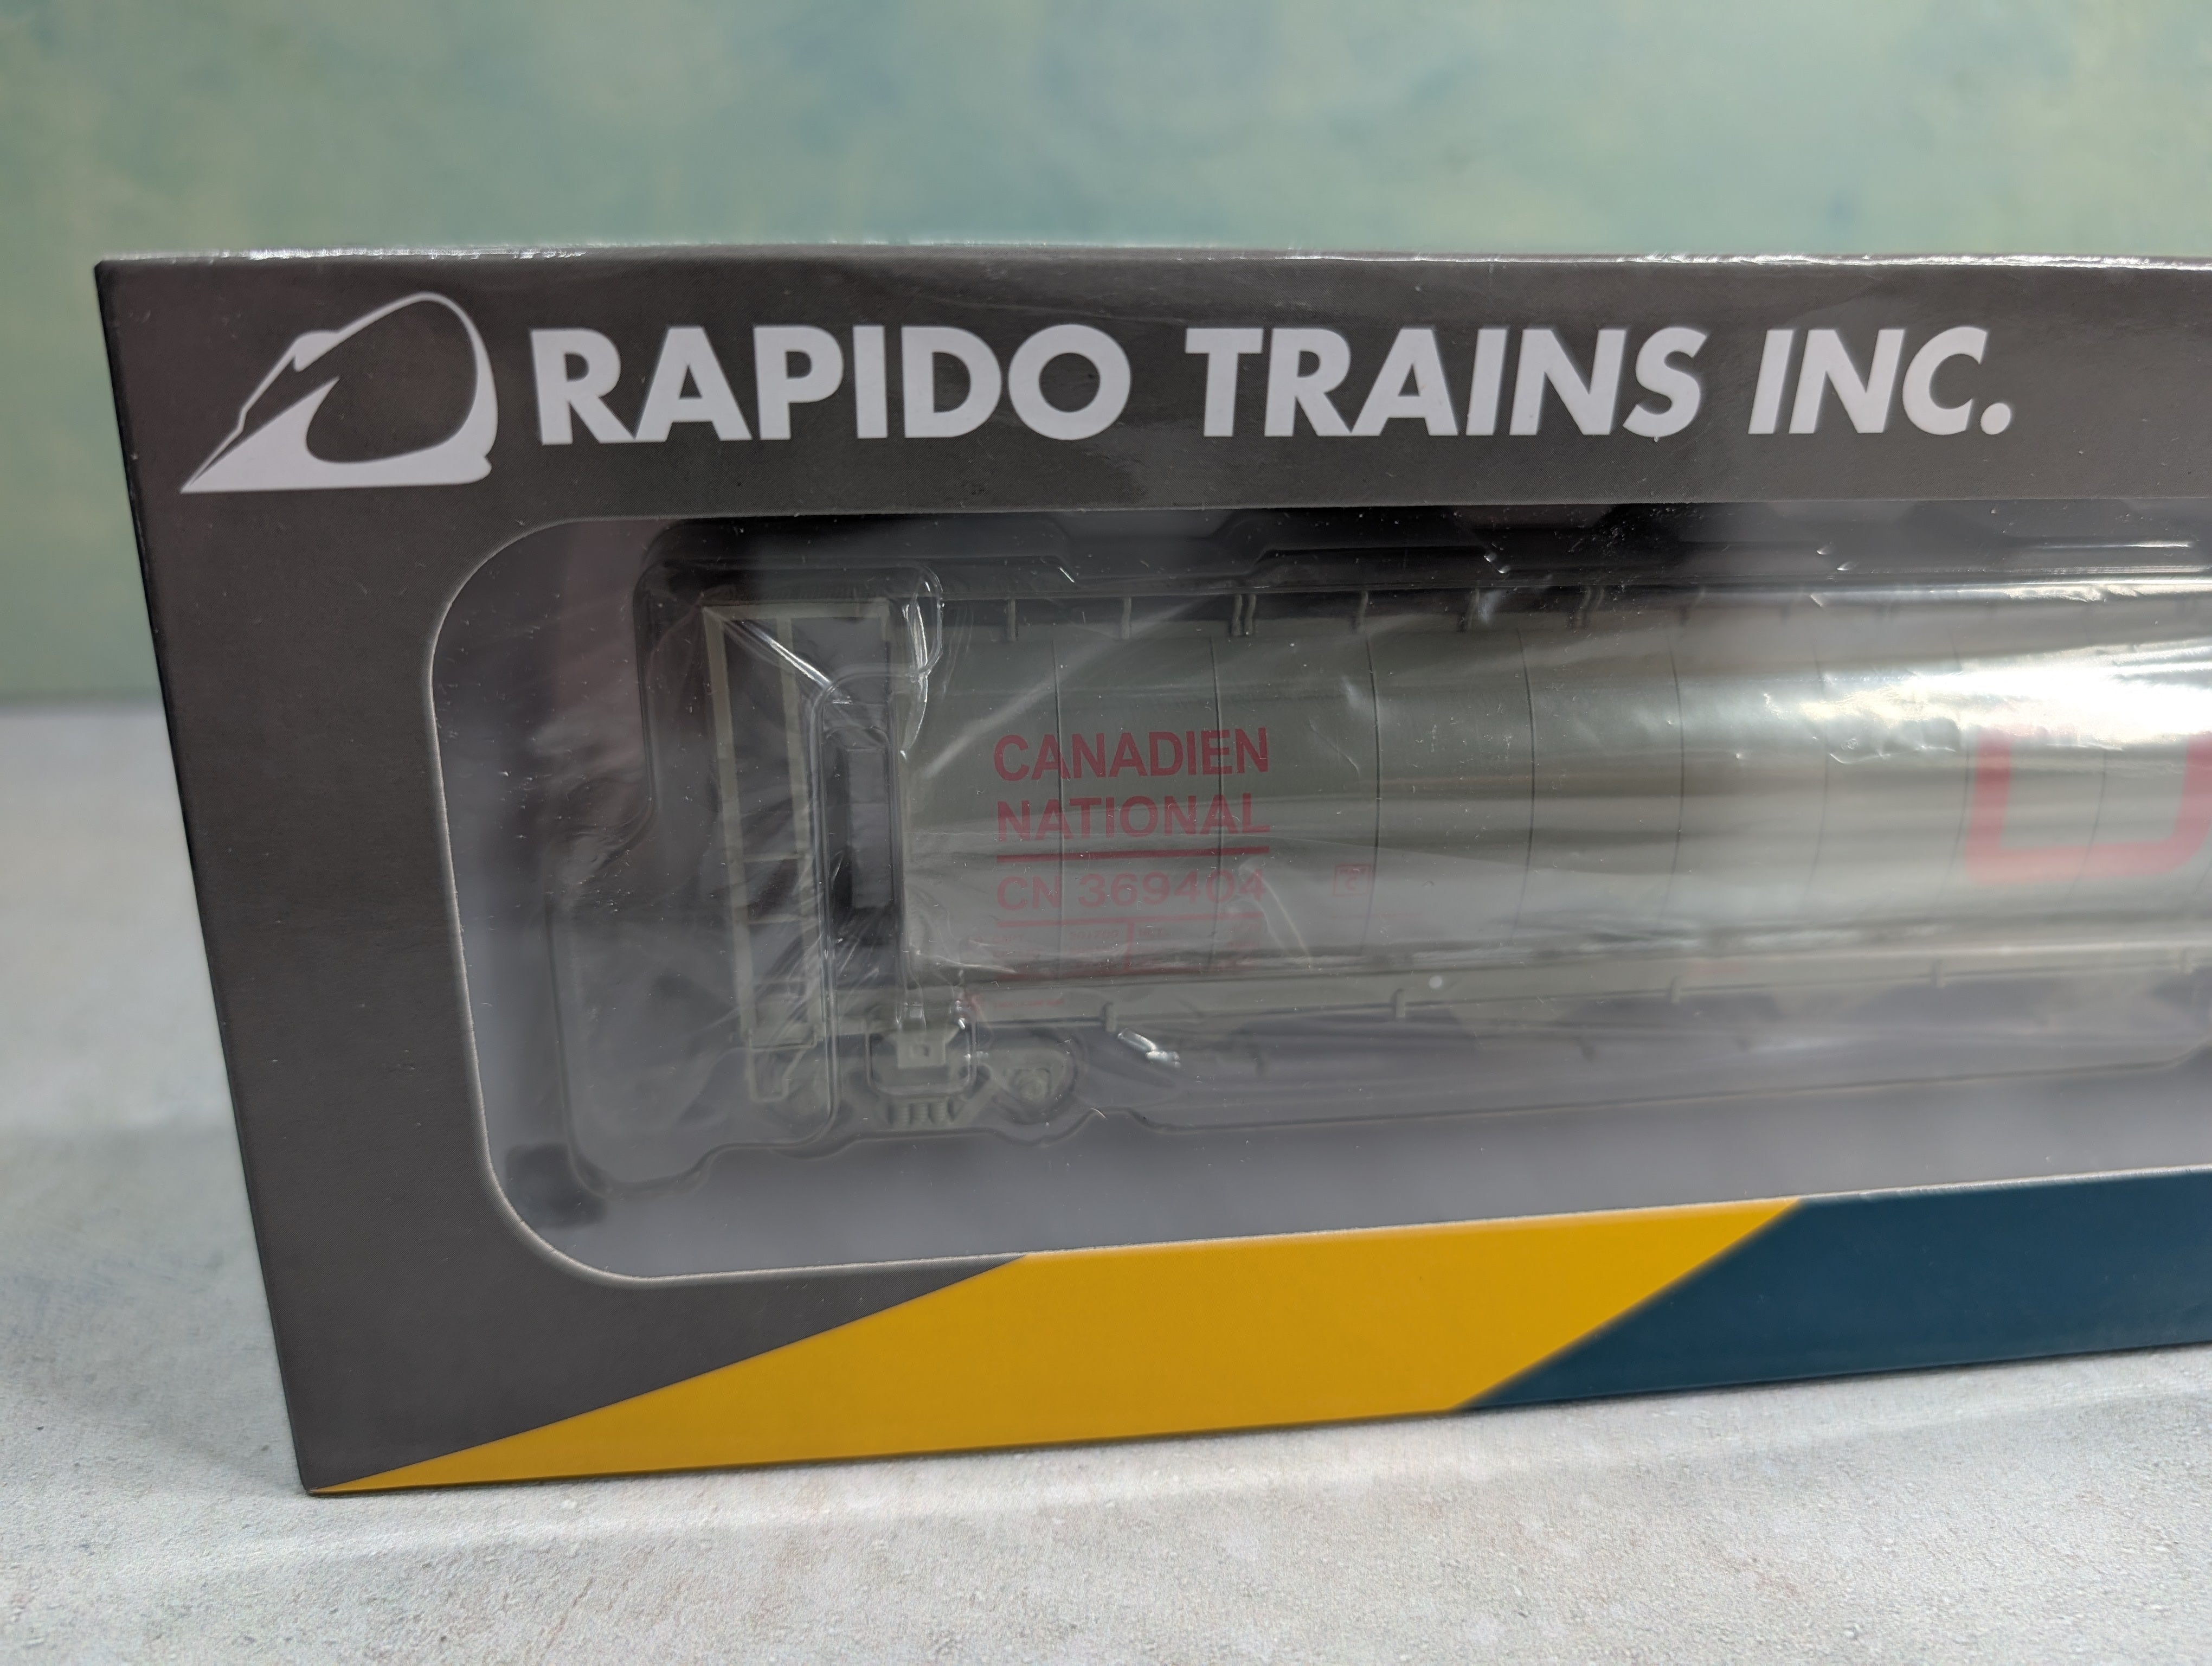 RAPIDO TRAINS INC.
CANADIEN
NATIONAL
CN 369404